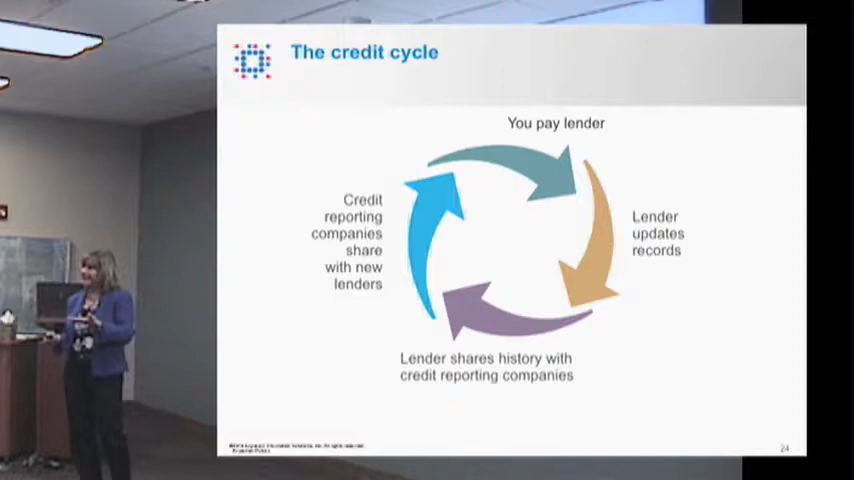 The credit cycle
You pay lender
Credit
reporting
companies
share
with new
lenders
Lender
updates
records
Lender shares history with
credit reporting companies
24